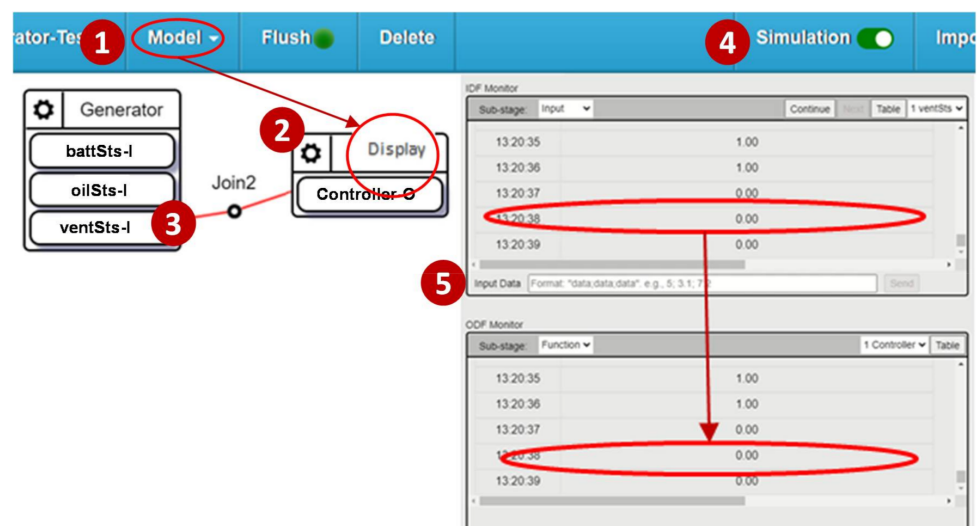 ator-Tes 1 Model Flush Delete 4 Simulation Impo
Generator
battSts-I
oilSts-I
ventSts-I
3
Join2
2
Display
Controller-O
IDF Monitor
Sub-stage: Input Continue Next Table 1 ventSts
13:20:35 1.00
13:20:36 1.00
13:20:37 0.00
13:20:38 0.00
13:20:39 0.00
5
Input Data Format: "data;data;data". e.g., 5; 3.1; 7.2 Send
ODF Monitor
Sub-stage: Function 1 Controller Table
13:20:35 1.00
13:20:36 1.00
13:20:37 0.00
13:20:38 0.00
13:20:39 0.00